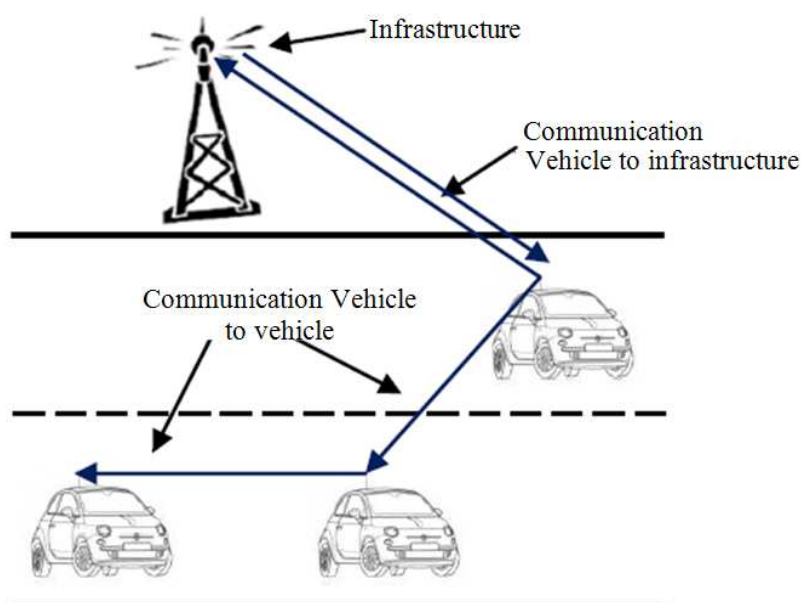 Infrastructure
Communication
Vehicle to infrastructure
Communication Vehicle
to vehicle